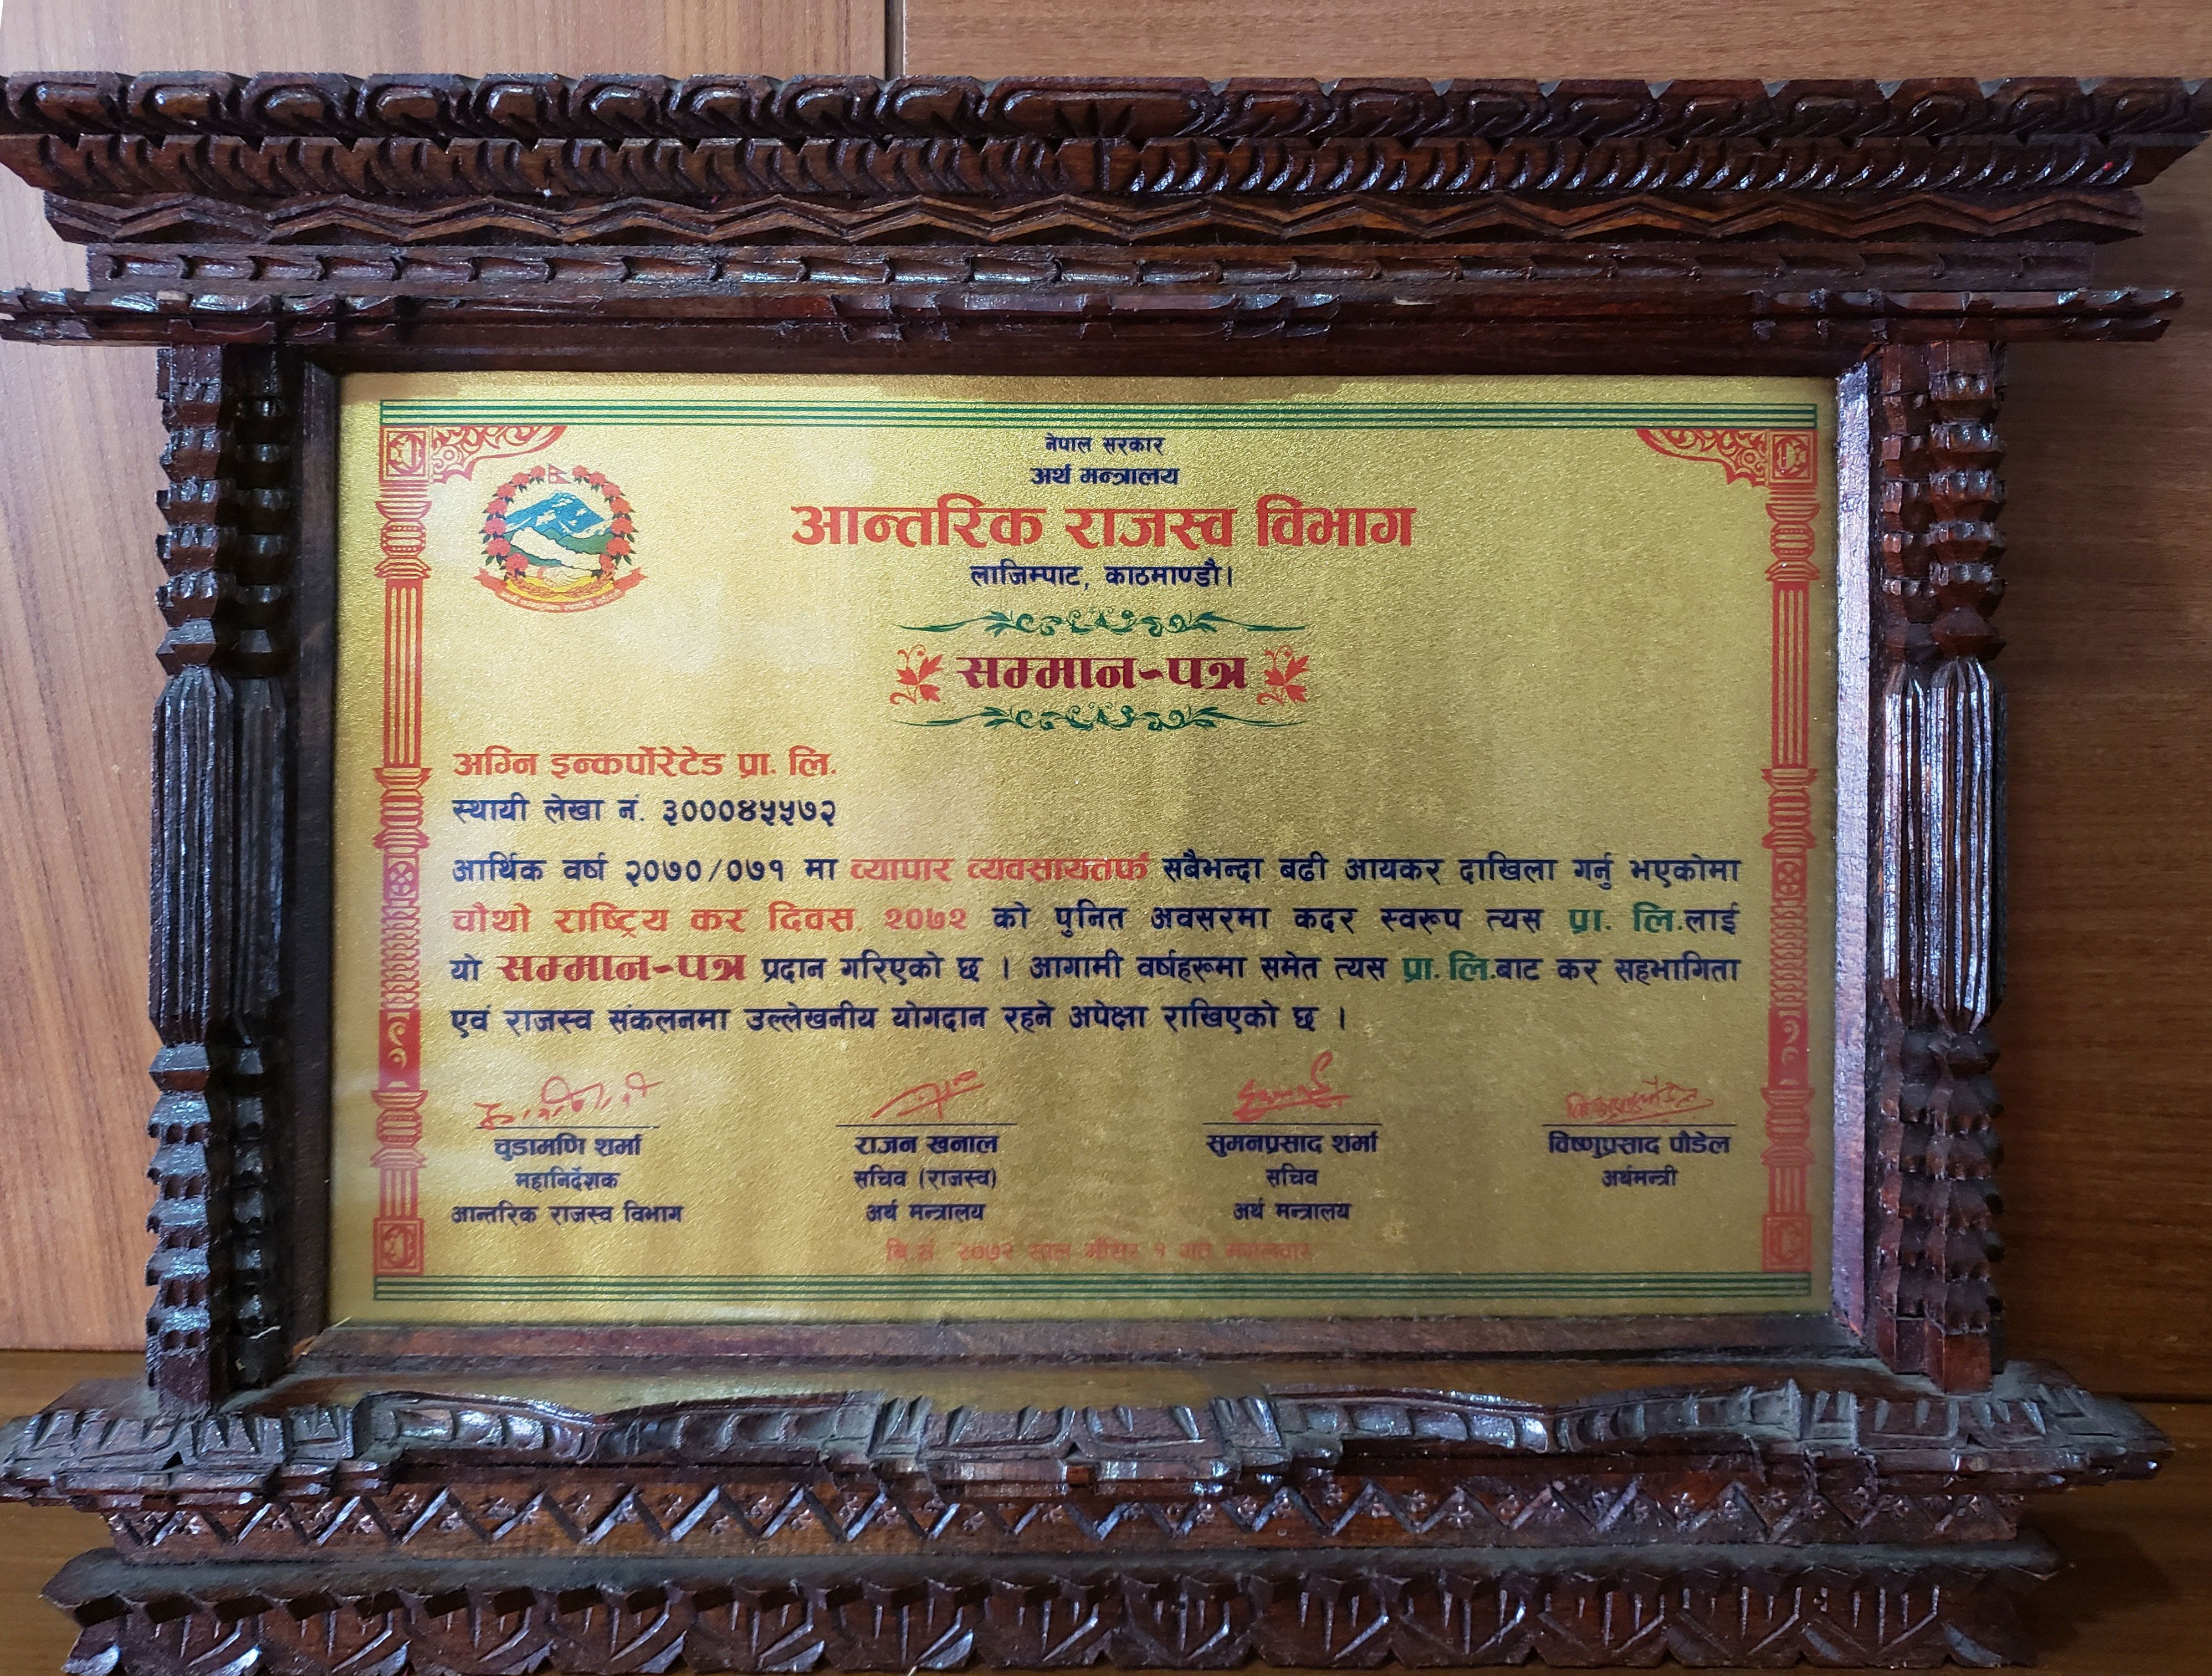 नेपाल सरकार
अर्थ मन्त्रालय
आन्तरिक राजस्व विभाग
लाजिम्पाट, काठमाण्डौ।
सम्मान-पत्र
अग्नि इन्कर्पोरेटेड प्रा. लि.
स्थायी लेखा नं. ३०००४५५७२
आर्थिक वर्ष २०७०/०७१ मा व्यापार व्यवसायतर्फ सबैभन्दा बढी आयकर दाखिला गर्नु भएकोमा
चौथो राष्ट्रिय कर दिवस, २०७२ को पुनित अवसरमा कदर स्वरूप त्यस प्रा. लि.लाई
यो सम्मान-पत्र प्रदान गरिएको छ । आगामी वर्षहरूमा समेत त्यस प्रा. लि.बाट कर सहभागिता
एवं राजस्व संकलनमा उल्लेखनीय योगदान रहने अपेक्षा राखिएको छ ।
चुडामणि शर्मा
महानिर्देशक
आन्तरिक राजस्व विभाग
राजन खनाल
सचिव (राजस्व)
अर्थ मन्त्रालय
सुमनप्रसाद शर्मा
सचिव
अर्थ मन्त्रालय
विष्णुप्रसाद पौडेल
अर्थमन्त्री
बि.सं. २०७२ साल मंसिर १ गते मंगलवार